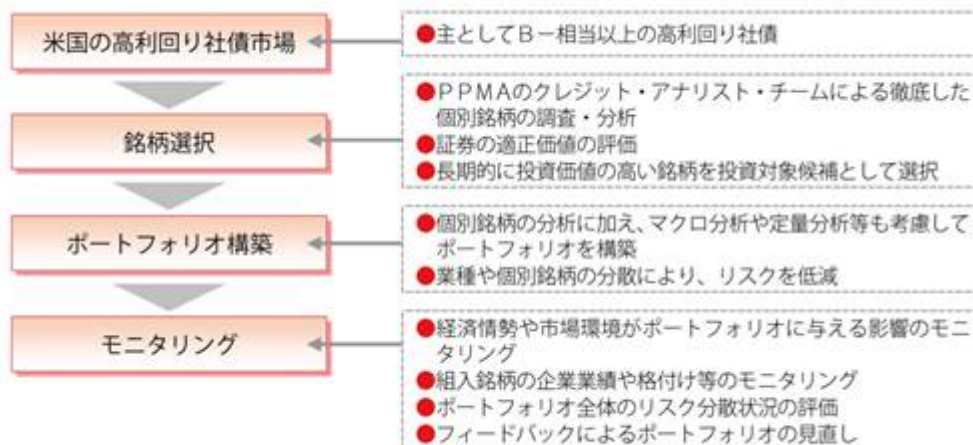 米国の高利回り社債市場
●主としてB－相当以上の高利回り社債
銘柄選択
●PPMAのクレジット・アナリスト・チームによる徹底した
個別銘柄の調査・分析
●証券の適正価値の評価
●長期的に投資価値の高い銘柄を投資対象候補として選択
ポートフォリオ構築
●個別銘柄の分析に加え、マクロ分析や定量分析等も考慮して
ポートフォリオを構築
●業種や個別銘柄の分散により、リスクを低減
モニタリング
●経済情勢や市場環境がポートフォリオに与える影響のモニ
タリング
●組入銘柄の企業業績や格付け等のモニタリング
●ポートフォリオ全体のリスク分散状況の評価
●フィードバックによるポートフォリオの見直し